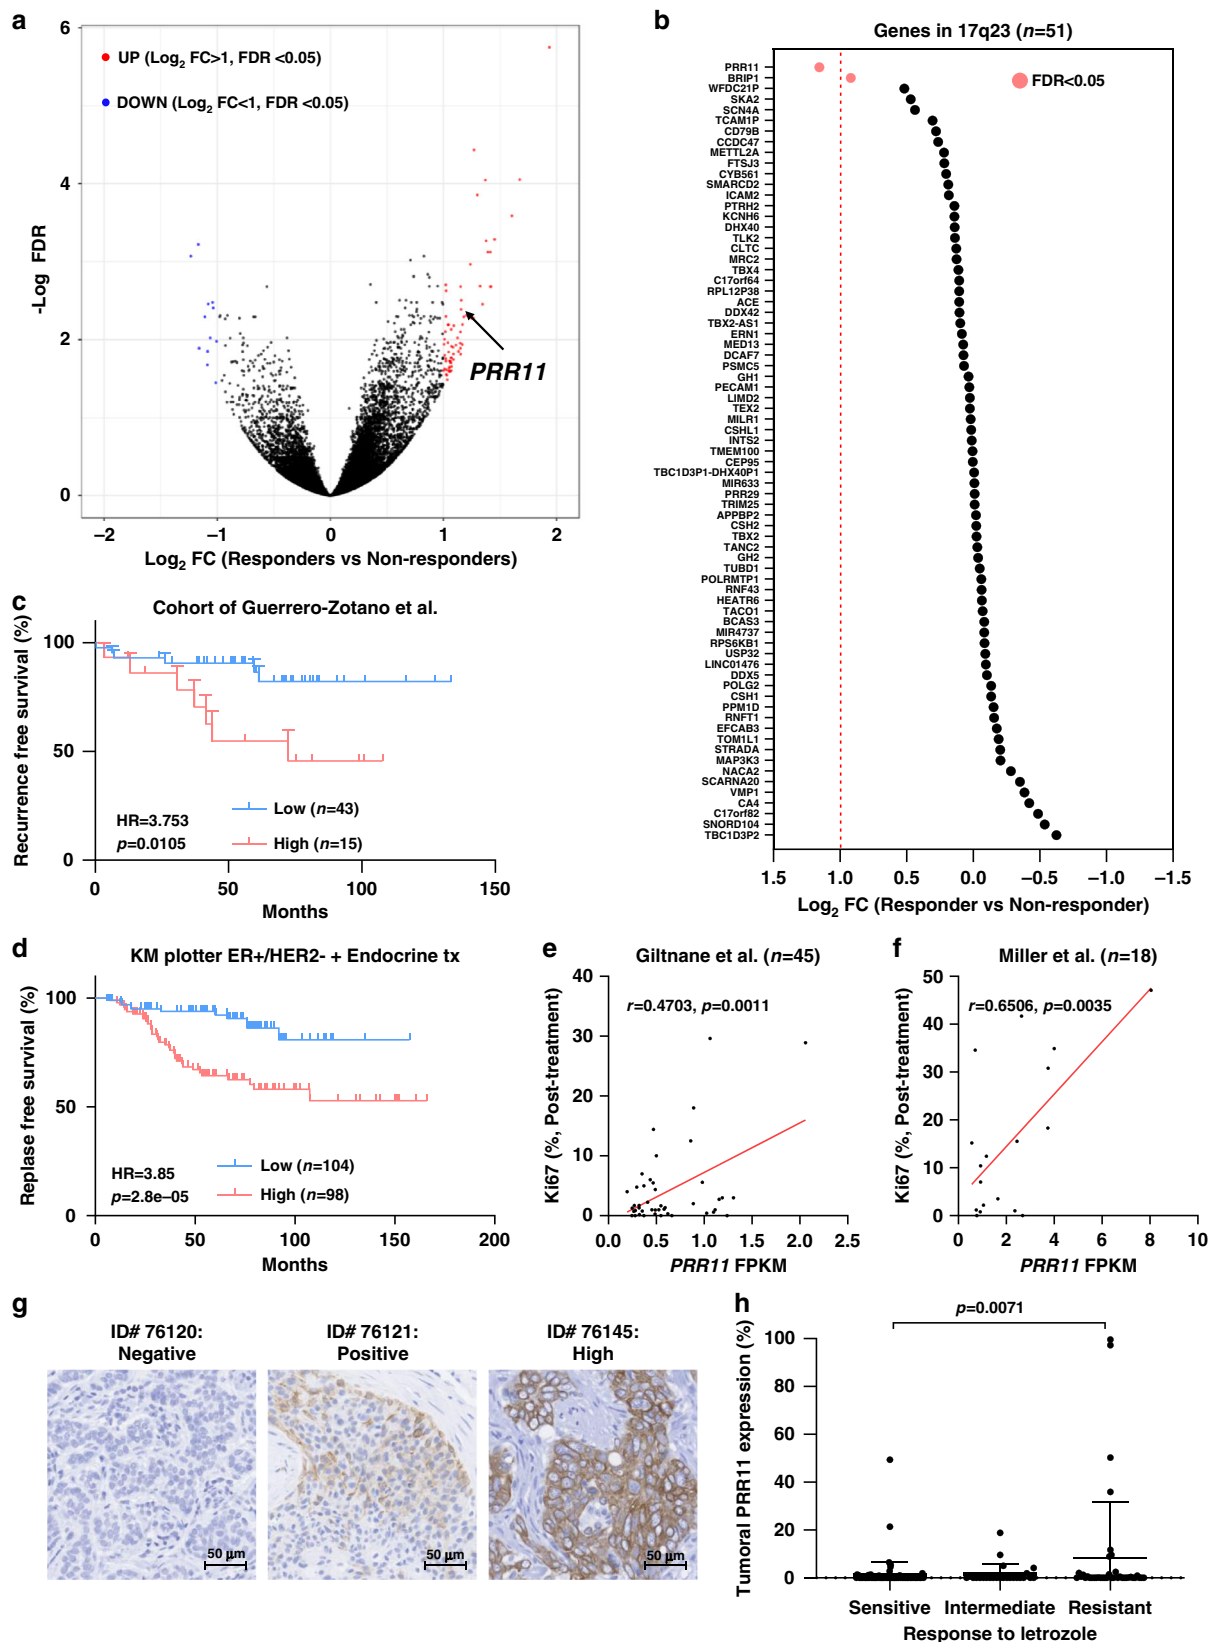 a
6
UP (Log2 FC>1, FDR <0.05)
DOWN (Log2 FC<1, FDR <0.05)
4
2
0
-Log FDR
PRR11
−2
−1
0
1
2
Log2 FC (Responders vs Non-responders)
b
Genes in 17q23 (n=51)
FDR<0.05
PRR11
BRIP1
WFDC21P
SKA2
SCN4A
TCAM1P
CD79B
CCDC47
METTL2A
FTSJ3
CYB561
SMARCD2
ICAM2
PTRH2
KCNH6
DHX40
TLK2
CLTC
MRC2
TBX4
C17orf64
RPL12P38
ACE
DDX42
TBX2-AS1
ERN1
MED13
DCAF7
PSMC5
GH1
PECAM1
LIMD2
TEX2
MILR1
CSHL1
INTS2
TMEM100
CEP95
TBC1D3P1-DHX40P1
MIR633
PRR29
TRIM25
APPBP2
CSH2
TBX2
TANC2
GH2
TUBD1
POLRMTP1
RNF43
HEATR6
TACO1
BCAS3
MIR4737
RPS6KB1
USP32
LINC01476
DDX5
POLG2
CSH1
PPM1D
RNFT1
EFCAB3
TOM1L1
STRADA
MAP3K3
NACA2
SCARNA20
VMP1
CA4
C17orf82
SNORD104
TBC1D3P2
1.5
1.0
0.5
0.0
−0.5
−1.0
−1.5
Log2 FC (Responder vs Non-responder)
c
Cohort of Guerrero-Zotano et al.
Recurrence free survival (%)
100
50
0
HR=3.753
p=0.0105
Low (n=43)
High (n=15)
0
50
100
150
Months
d
KM plotter ER+/HER2- + Endocrine tx
Replase free survival (%)
100
50
0
HR=3.85
p=2.8e−05
Low (n=104)
High (n=98)
0
50
100
150
200
Months
e
Giltnane et al. (n=45)
r=0.4703, p=0.0011
Ki67 (%, Post-treatment)
40
30
20
10
0
0.0
0.5
1.0
1.5
2.0
2.5
PRR11 FPKM
f
Miller et al. (n=18)
r=0.6506, p=0.0035
Ki67 (%, Post-treatment)
50
40
30
20
10
0
0
2
4
6
8
10
PRR11 FPKM
g
ID# 76120:
Negative
ID# 76121:
Positive
ID# 76145:
High
50 μm
50 μm
50 μm
h
p=0.0071
Tumoral PRR11 expression (%)
100
80
60
40
20
0
Sensitive
Intermediate
Resistant
Response to letrozole